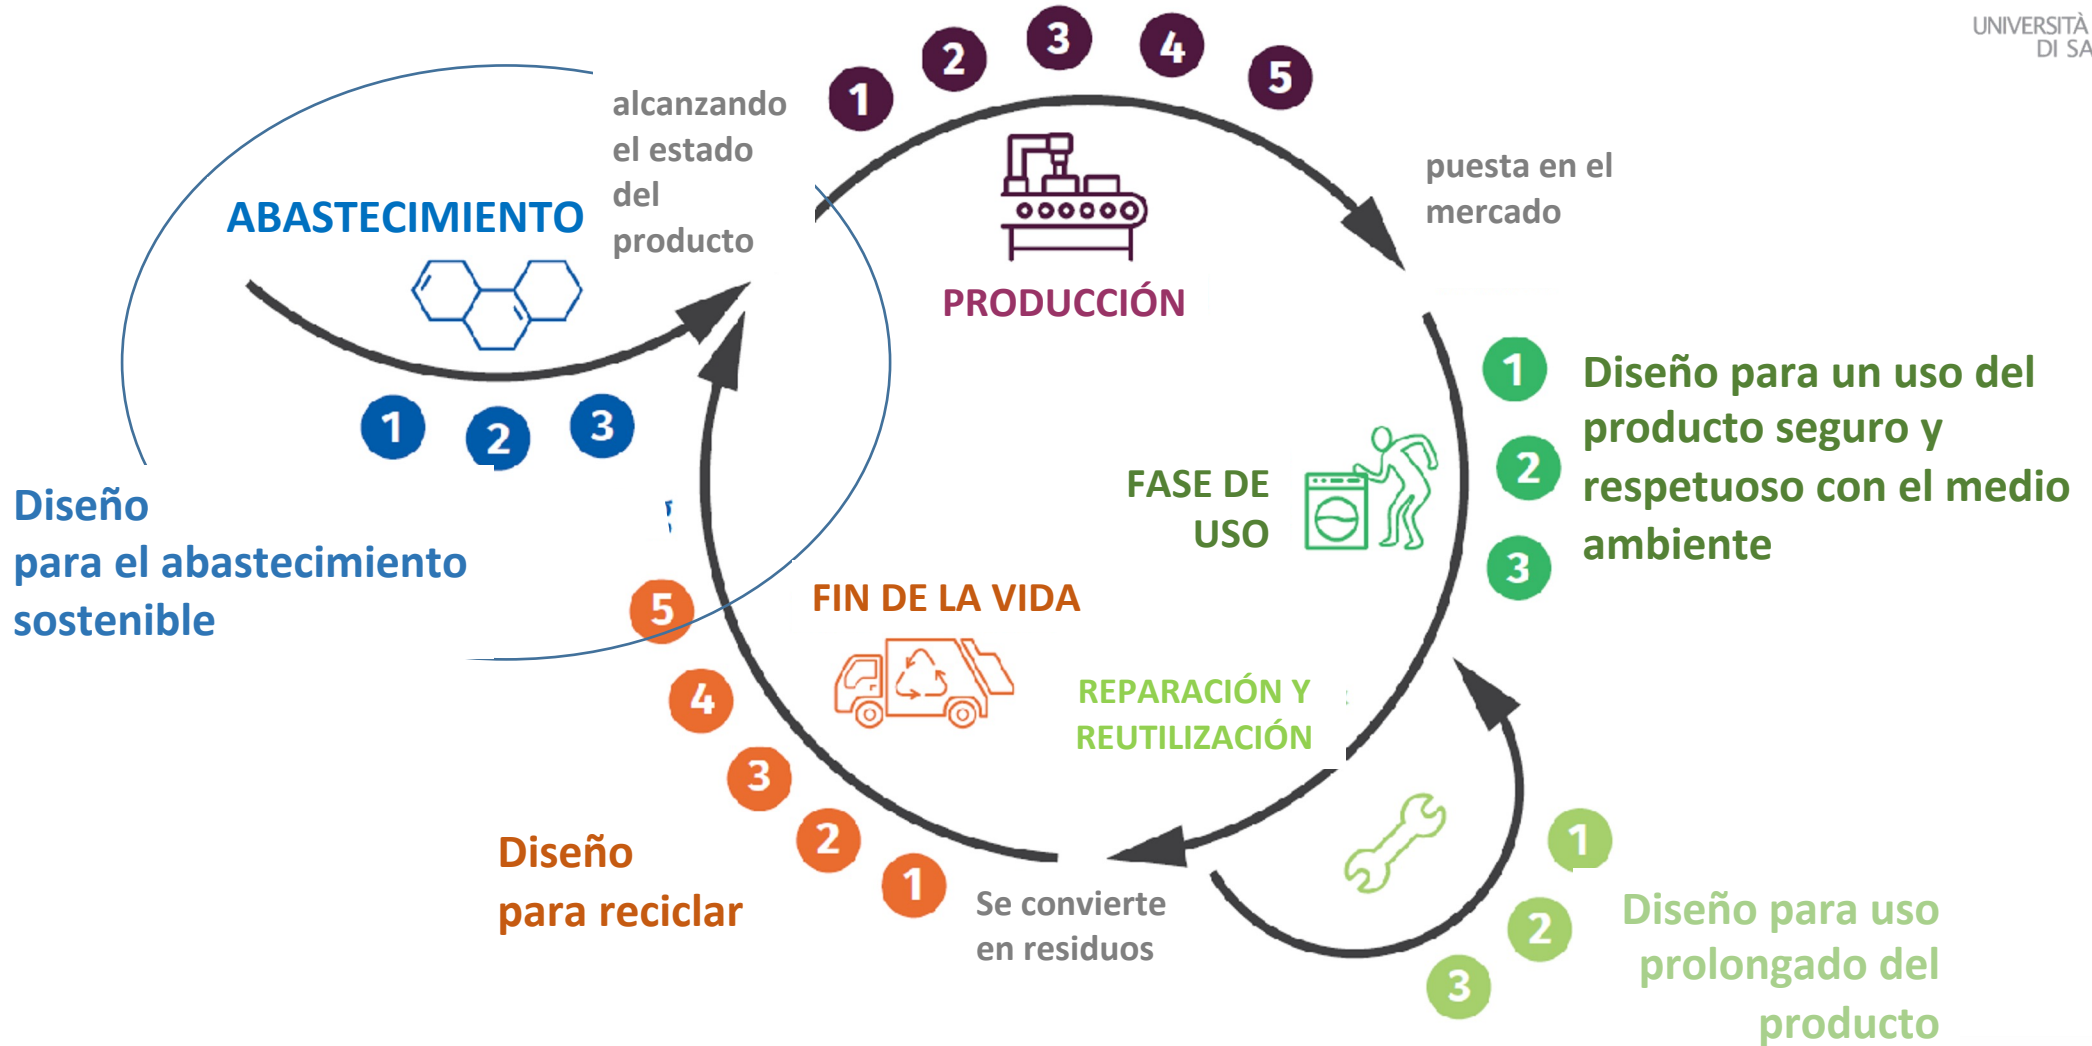 UNIVERSITÀ
DI SA
1
2
3
4
5
alcanzando
el estado
del
producto
ABASTECIMIENTO
puesta en el
mercado
PRODUCCIÓN
1
2
3
Diseño
para el abastecimiento
sostenible
1
2
3
Diseño para un uso del
producto seguro y
respetuoso con el medio
ambiente
FASE DE
USO
FIN DE LA VIDA
REPARACIÓN Y
REUTILIZACIÓN
5
4
3
2
1
Diseño
para reciclar
Se convierte
en residuos
1
2
3
Diseño para uso
prolongado del
producto